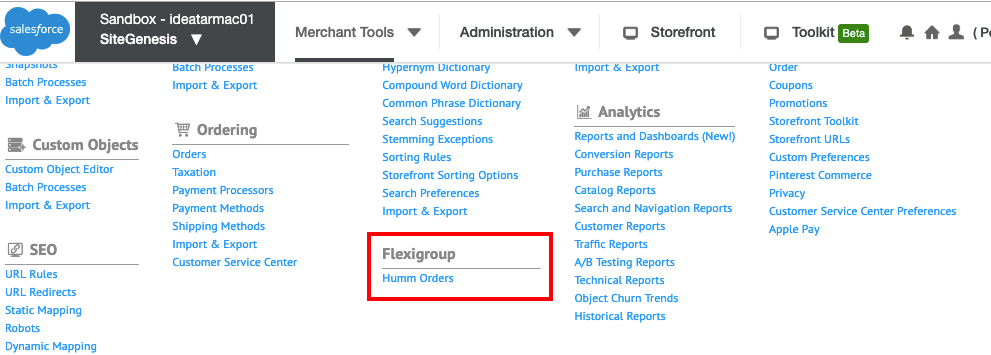 salesforce
Sandbox - ideatarmac01
SiteGenesis ▼
Merchant Tools ▼
Administration ▼
Storefront
Toolkit Beta
( Po
Snapshots
Batch Processes
Import & Export
Custom Objects
Custom Object Editor
Batch Processes
Import & Export
SEO
URL Rules
URL Redirects
Static Mapping
Robots
Dynamic Mapping
Batch Processes
Import & Export
Ordering
Orders
Taxation
Payment Processors
Payment Methods
Shipping Methods
Import & Export
Customer Service Center
Hypernym Dictionary
Compound Word Dictionary
Common Phrase Dictionary
Search Suggestions
Stemming Exceptions
Sorting Rules
Storefront Sorting Options
Search Preferences
Import & Export
Flexigroup
Humm Orders
Import & Export
Analytics
Reports and Dashboards (New!)
Conversion Reports
Purchase Reports
Catalog Reports
Search and Navigation Reports
Customer Reports
Traffic Reports
A/B Testing Reports
Technical Reports
Object Churn Trends
Historical Reports
Order
Coupons
Promotions
Storefront Toolkit
Storefront URLs
Custom Preferences
Pinterest Commerce
Privacy
Customer Service Center Preferences
Apple Pay